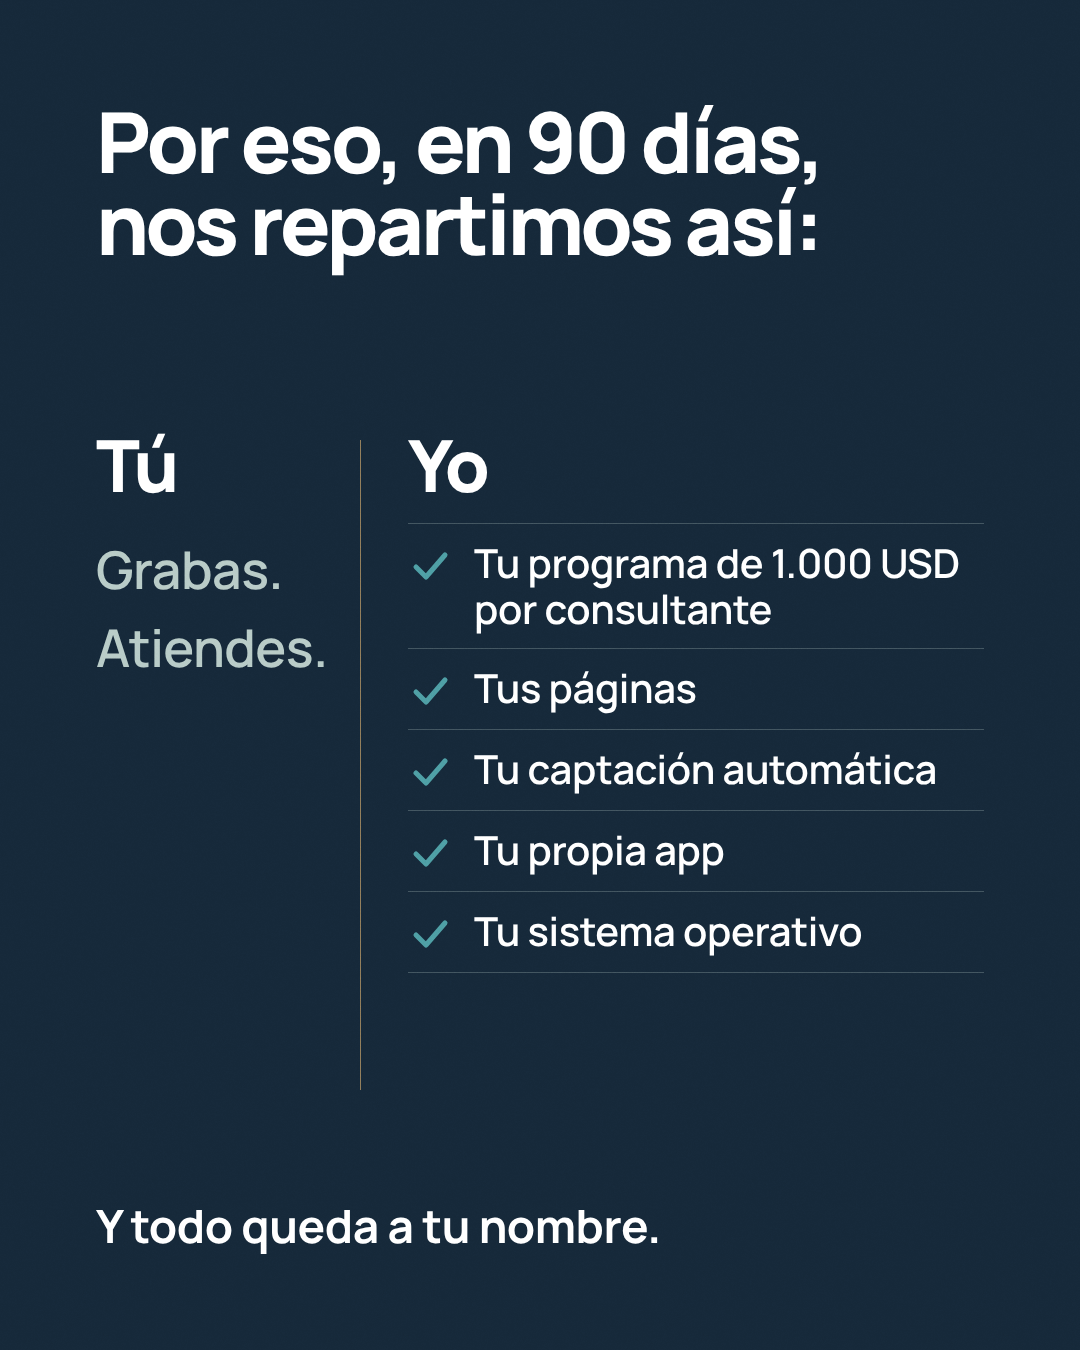 Por eso, en 90 días,
nos repartimos así:
Tú
Grabas.
Atiendes.
Yo
Tu programa de 1.000 USD
por consultante
Tus páginas
Tu captación automática
Tu propia app
Tu sistema operativo
Y todo queda a tu nombre.